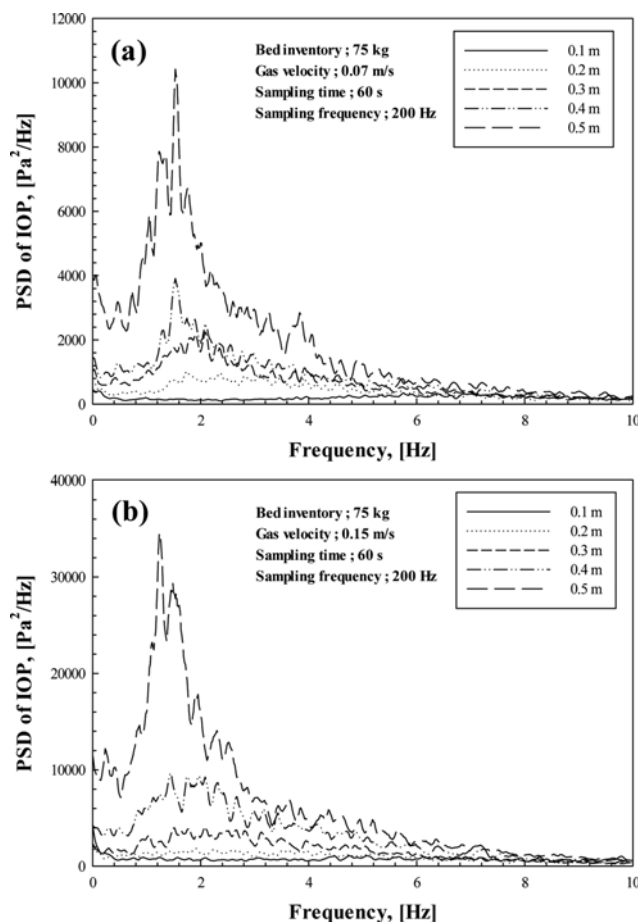 (a)
Bed inventory ; 75 kg
Gas velocity ; 0.07 m/s
Sampling time ; 60 s
Sampling frequency ; 200 Hz
0.1 m
0.2 m
0.3 m
0.4 m
0.5 m
12000
10000
8000
6000
4000
2000
0
PSD of IOP, [Pa²/Hz]
0 2 4 6 8 10
Frequency, [Hz]
(b)
Bed inventory ; 75 kg
Gas velocity ; 0.15 m/s
Sampling time ; 60 s
Sampling frequency ; 200 Hz
0.1 m
0.2 m
0.3 m
0.4 m
0.5 m
40000
30000
20000
10000
0
PSD of IOP, [Pa²/Hz]
0 2 4 6 8 10
Frequency, [Hz]